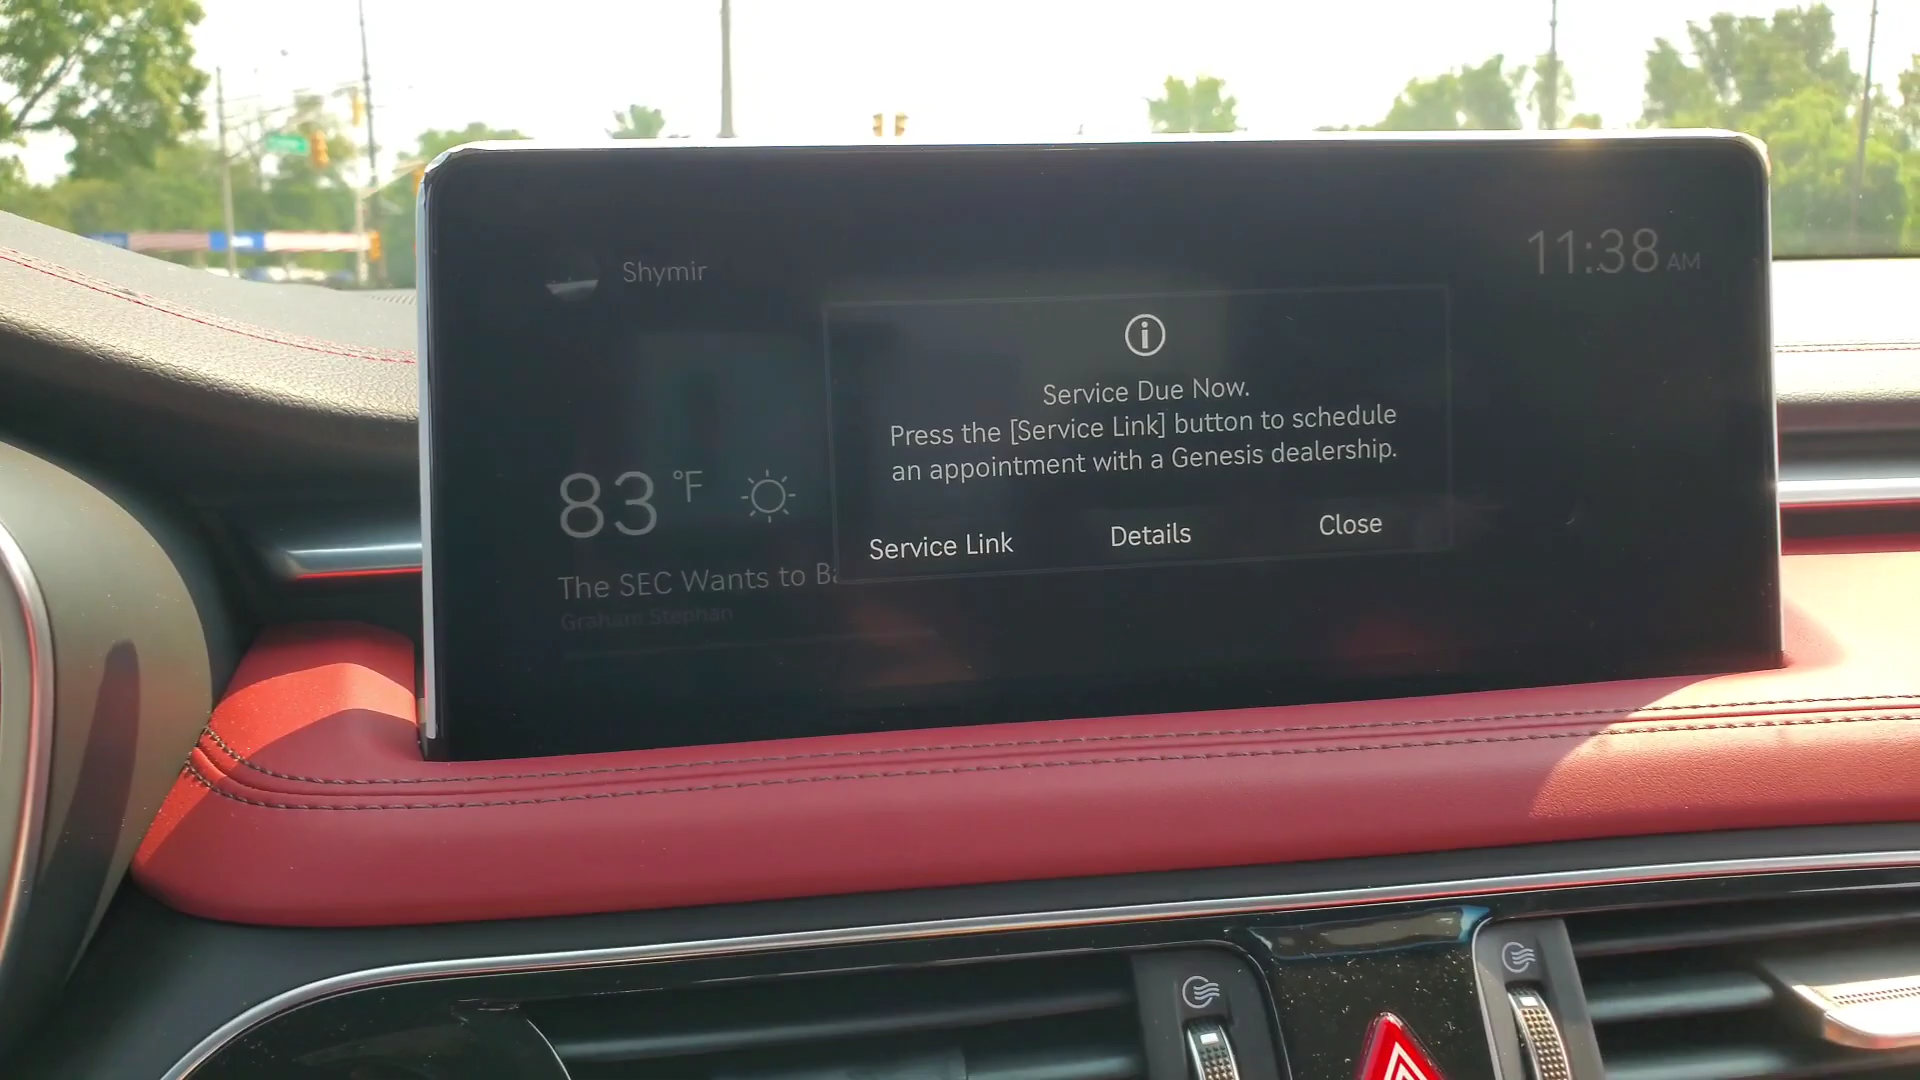 Shymir
11:38 AM
Service Due Now.
Press the [Service Link] button to schedule
an appointment with a Genesis dealership.
83 °F
Service Link
Details
Close
The SEC Wants to Ba
Graham Stephan